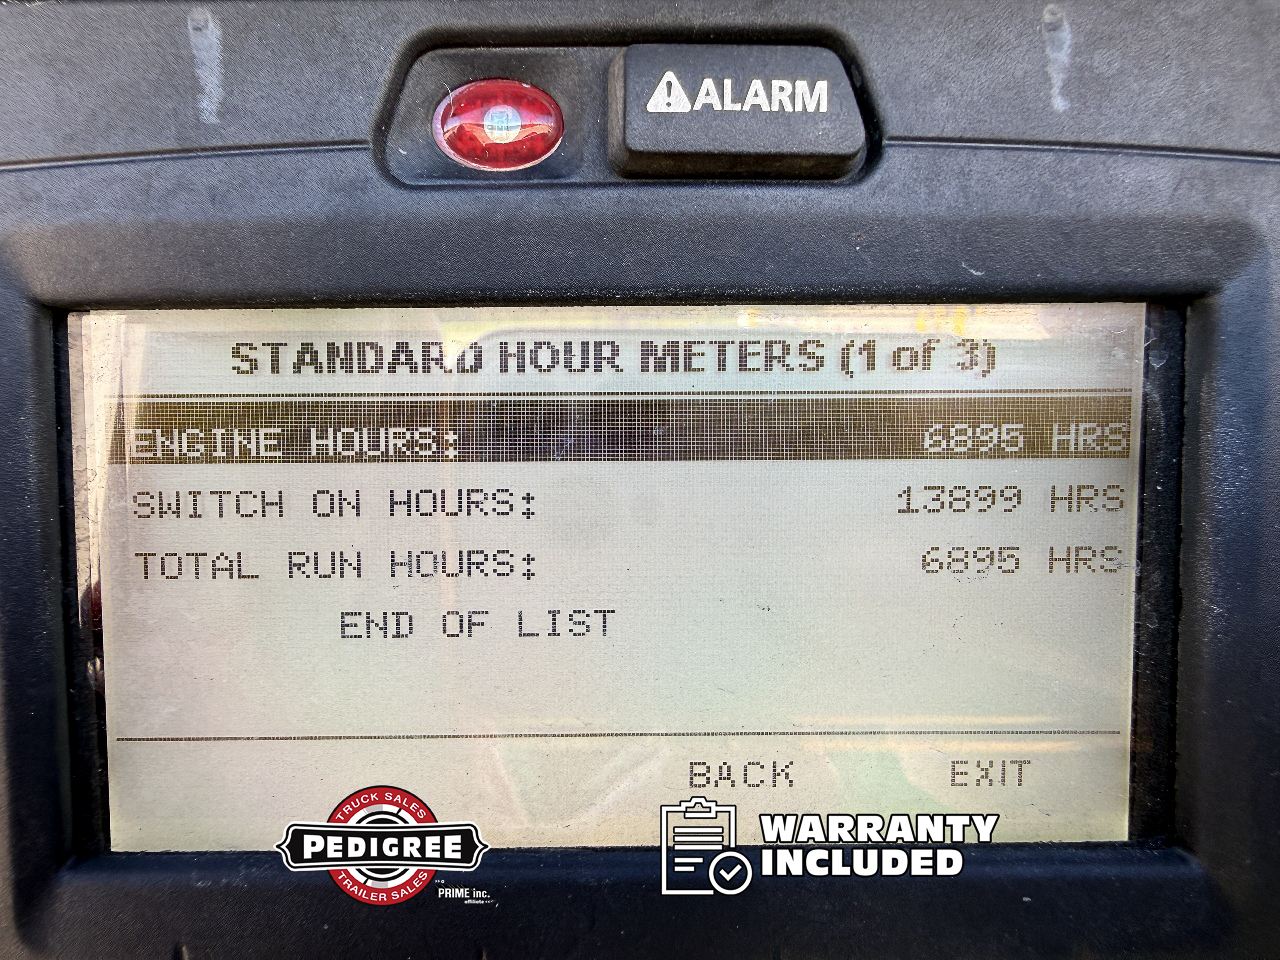 ALARM
STANDARD HOUR METERS (1 of 3)
ENGINE HOURS: 6895 HRS
SWITCH ON HOURS: 13899 HRS
TOTAL RUN HOURS: 6895 HRS
END OF LIST
BACK EXIT
TRUCK SALES
PEDIGREE
TRAILER SALES
PRIME inc.
affiliate
WARRANTY
INCLUDED